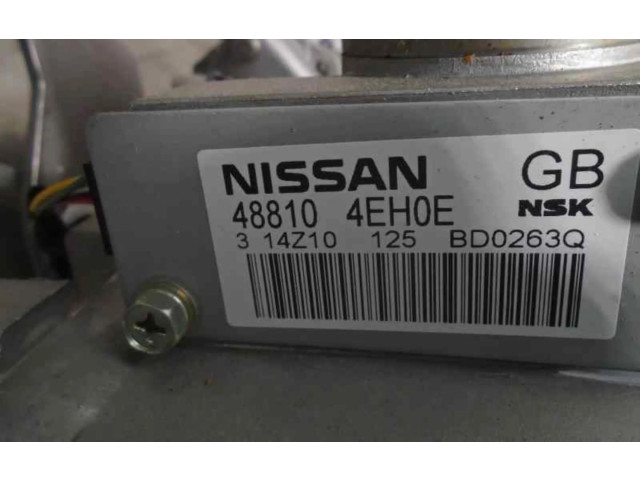 NISSAN GB
48810 4EH0E NSK
3 14Z10 125 BD0263Q